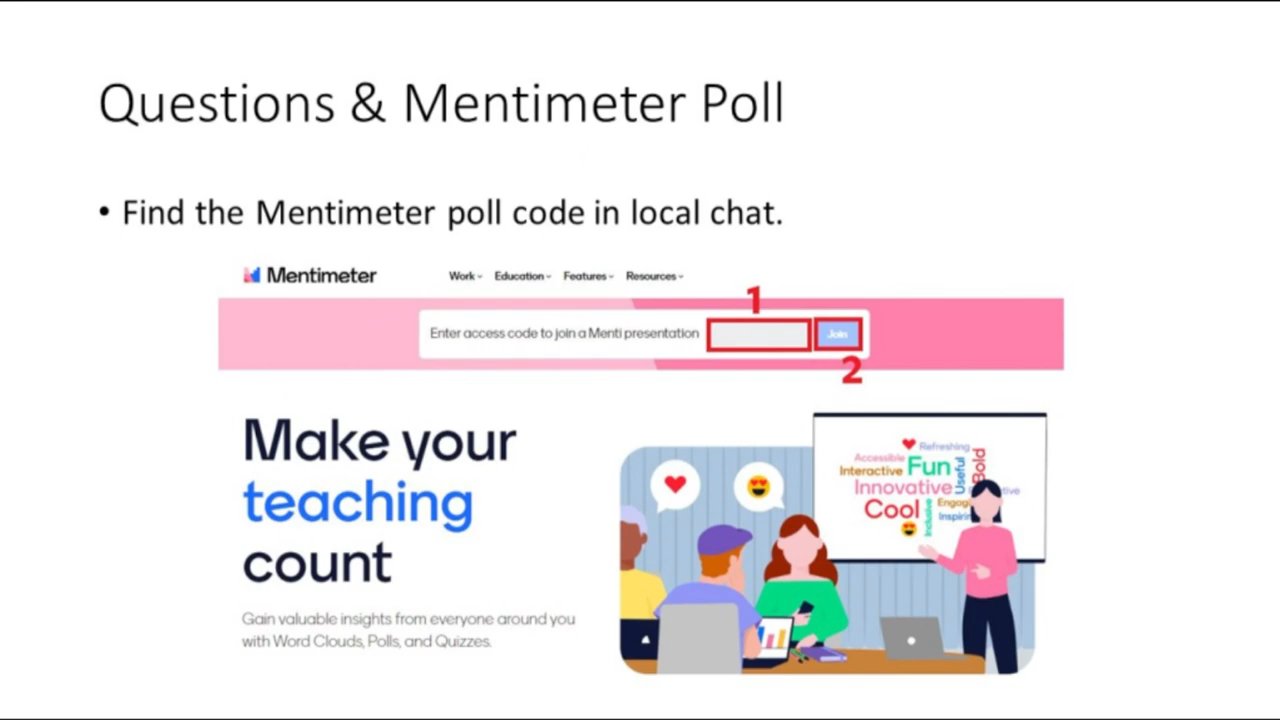 Questions & Mentimeter Poll
• Find the Mentimeter poll code in local chat.
Mentimeter
Work Education Features Resources
1
Enter access code to join a Menti presentation
Join
2
Make your
teaching
count
Gain valuable insights from everyone around you
with Word Clouds, Polls, and Quizzes.
Refreshing
Accessible
Interactive Fun Useful Bold
Innovative
Cool Inclusive